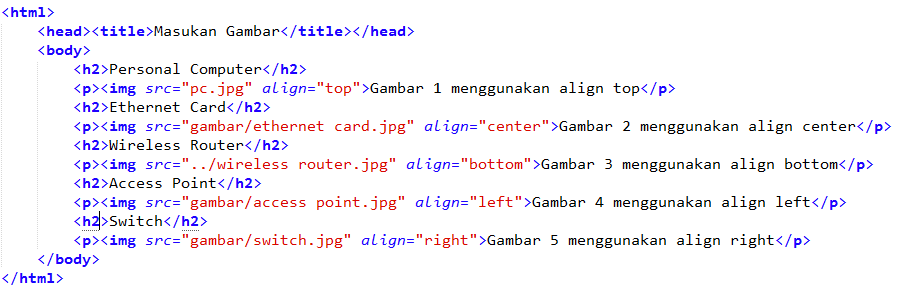 <html>
<head><title>Masukan Gambar</title></head>
<body>
<h2>Personal Computer</h2>
<p><img src="pc.jpg" align="top">Gambar 1 menggunakan align top</p>
<h2>Ethernet Card</h2>
<p><img src="gambar/ethernet card.jpg" align="center">Gambar 2 menggunakan align center</p>
<h2>Wireless Router</h2>
<p><img src="../wireless router.jpg" align="bottom">Gambar 3 menggunakan align bottom</p>
<h2>Access Point</h2>
<p><img src="gambar/access point.jpg" align="left">Gambar 4 menggunakan align left</p>
<h2>Switch</h2>
<p><img src="gambar/switch.jpg" align="right">Gambar 5 menggunakan align right</p>
</body>
</html>